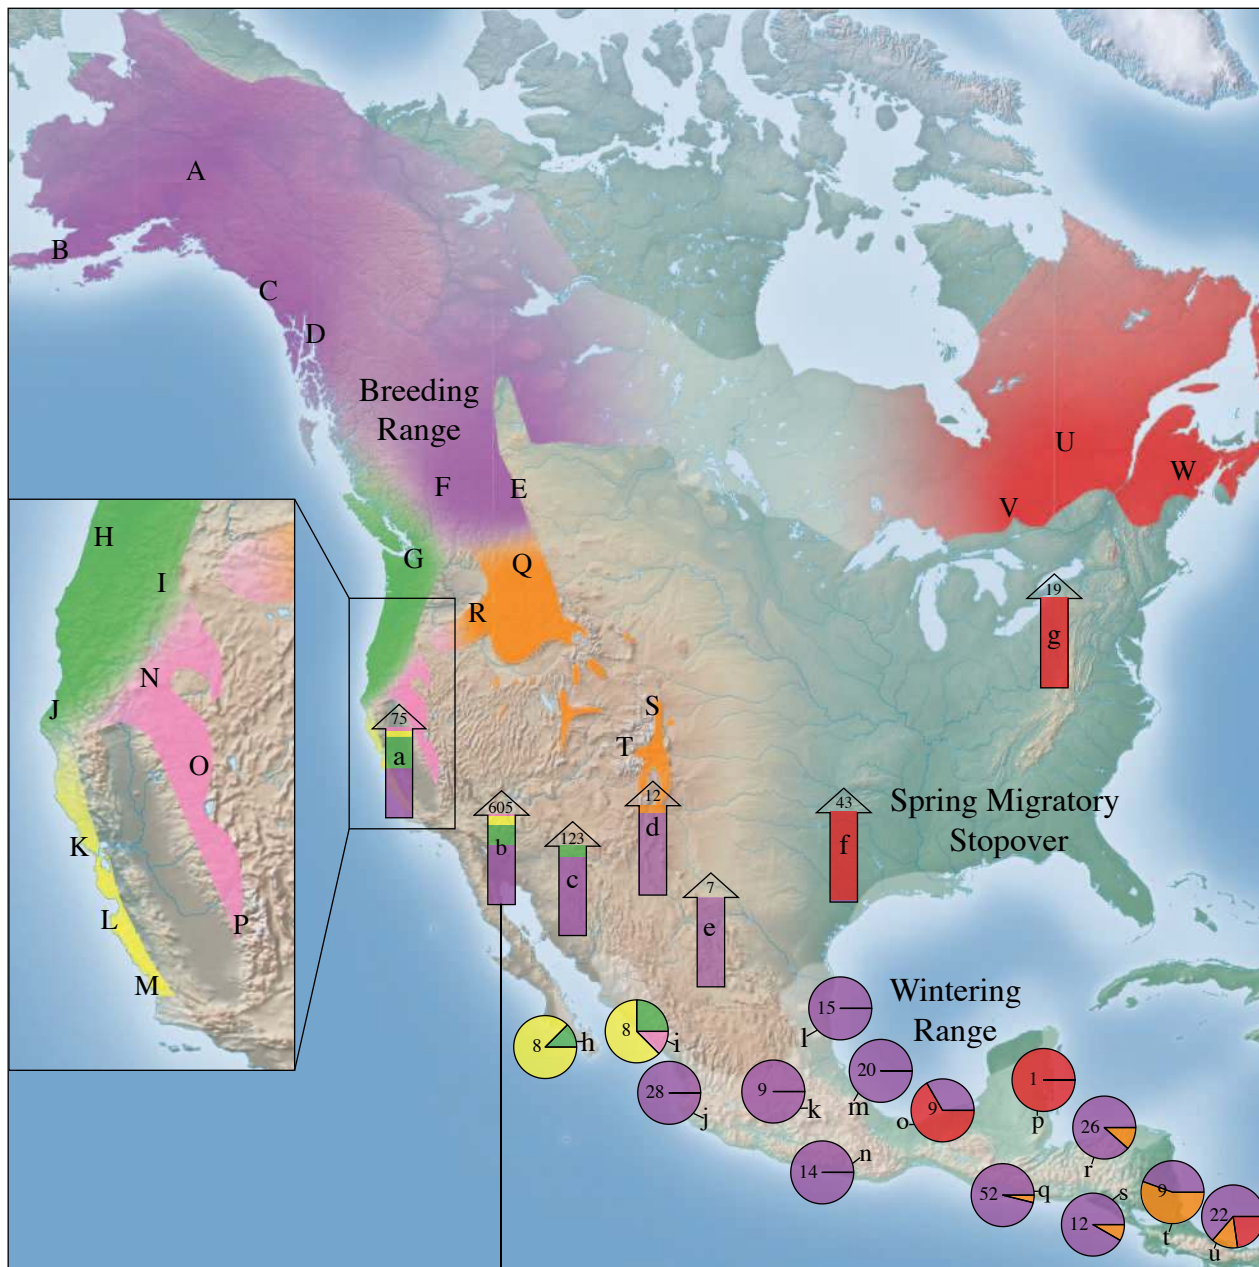 A
B
C
D
Breeding
Range
F
E
U
W
V
H
I
G
Q
R
N
J
O
K
L
P
M
S
T
75
a
605
b
123
c
12
d
7
e
43
f
19
g
Spring Migratory
Stopover
Wintering
Range
8
h
8
i
28
j
9
k
15
l
20
m
14
n
9
o
1
p
52
q
26
r
12
s
9
t
22
u